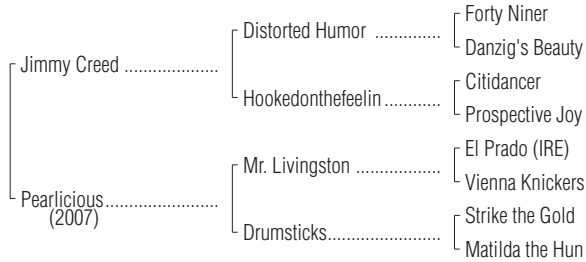 Forty Niner
Distorted Humor ..............
Danzig's Beauty
Jimmy Creed ....................
Citidancer
Hookedonthefeelin ............
Prospective Joy
El Prado (IRE)
Mr. Livingston ..................
Vienna Knickers
Pearlicious........................
(2007)
Strike the Gold
Drumsticks........................
Matilda the Hun